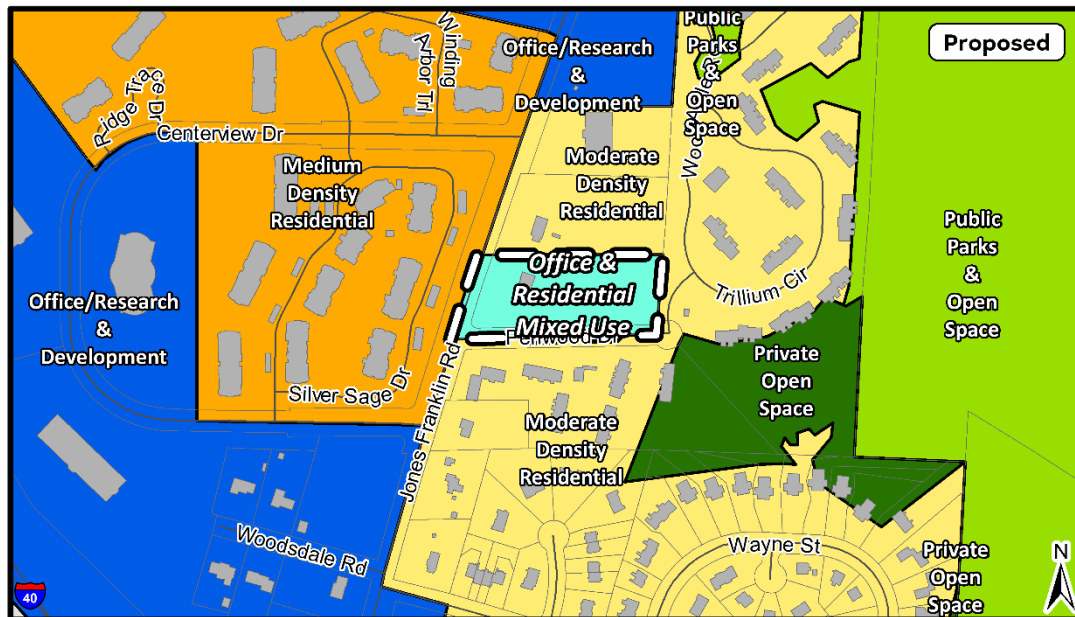 Proposed
Public
Parks
&
Open
Space
Office/Research
&
Development
Winding
Arbor Trl
Ridge Trace Dr
Centerview Dr
Medium
Density
Residential
Moderate
Density
Residential
Public
Parks
&
Open
Space
Office/Research
&
Development
Office &
Residential
Mixed Use
Trillium Cir
Silver Sage Dr
Jones Franklin Rd
Private
Open
Space
Moderate
Density
Residential
Woodsdale Rd
Wayne St
Private
Open
Space
N
40